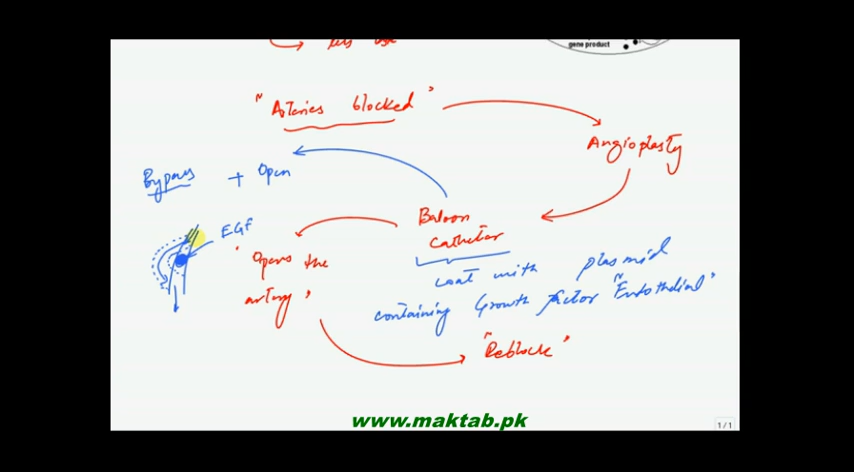 gene product
"Arteries blocked"
Angioplasty
Bypass + Open
EGF
Baloon
Catheter
"Opens the
artery"
coat with plasmid
containing Growth factor "Endothelial"
"Reblock"
www.maktab.pk
1 / 1